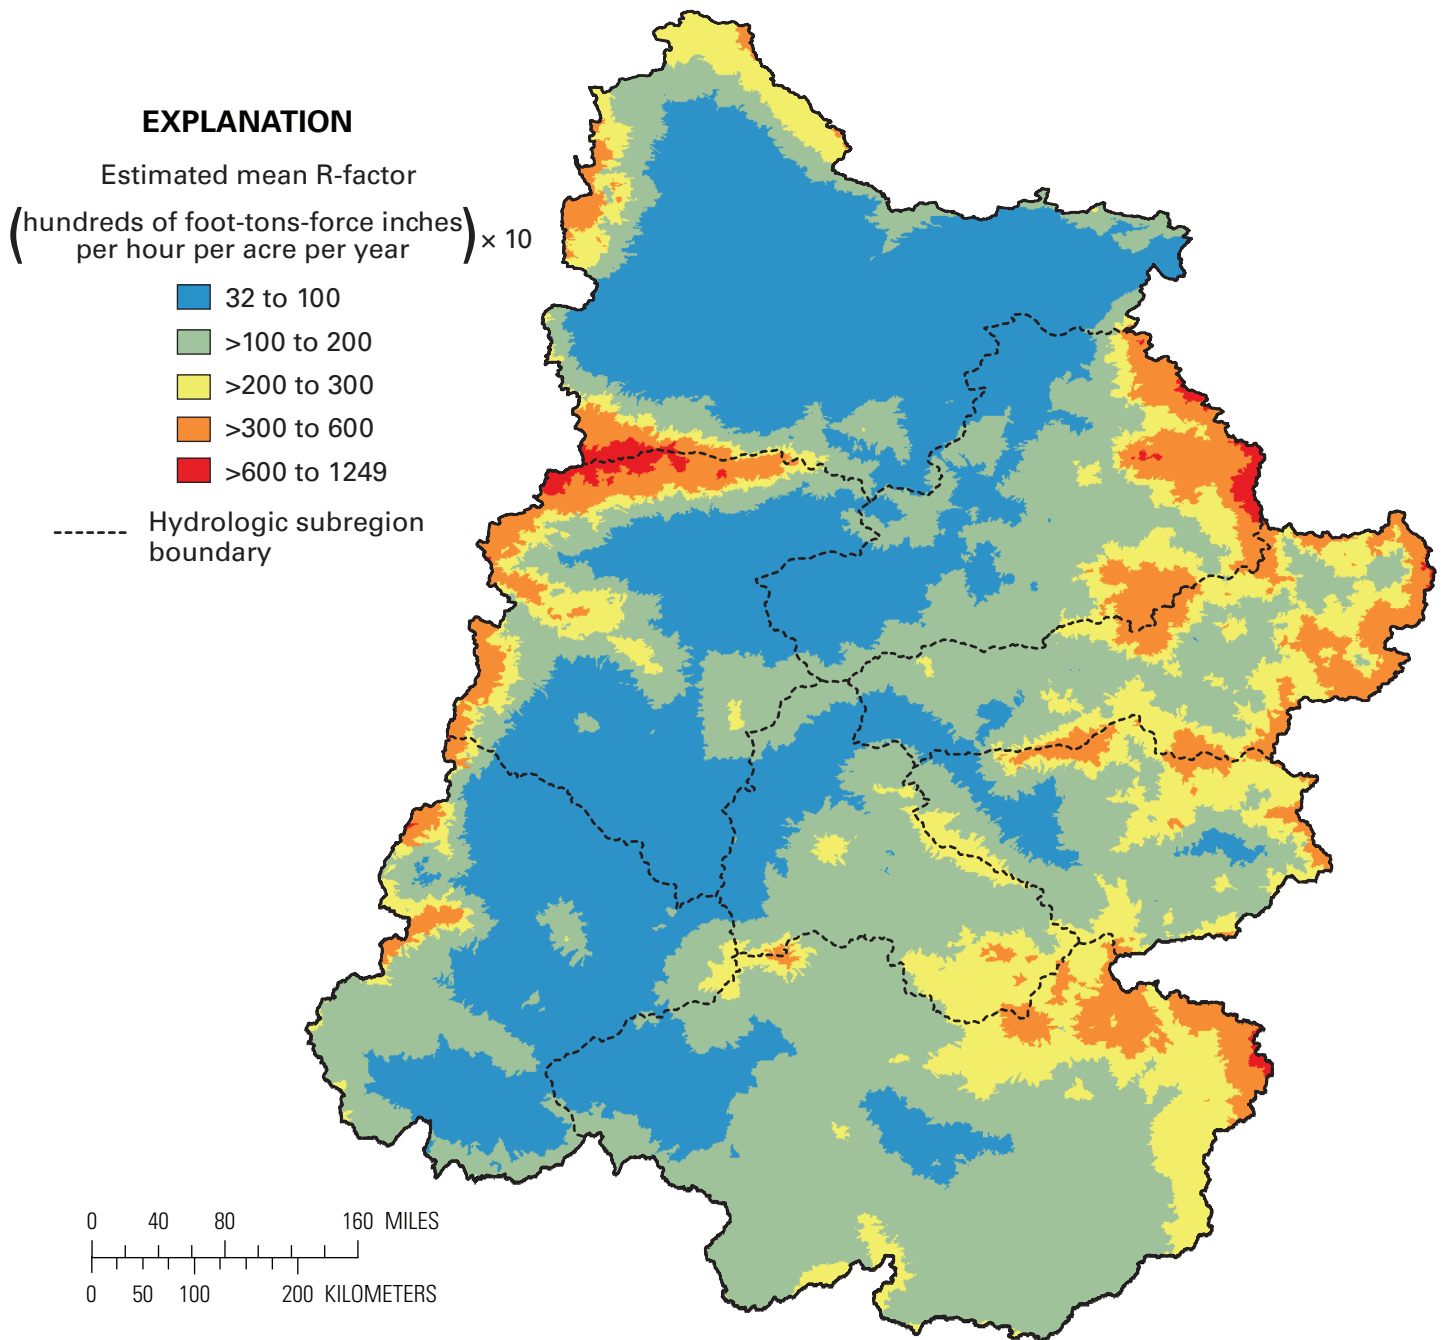 EXPLANATION
Estimated mean R-factor
(hundreds of foot-tons-force inches
per hour per acre per year) × 10
32 to 100
>100 to 200
>200 to 300
>300 to 600
>600 to 1249
Hydrologic subregion
boundary
0 40 80 160 MILES
0 50 100 200 KILOMETERS